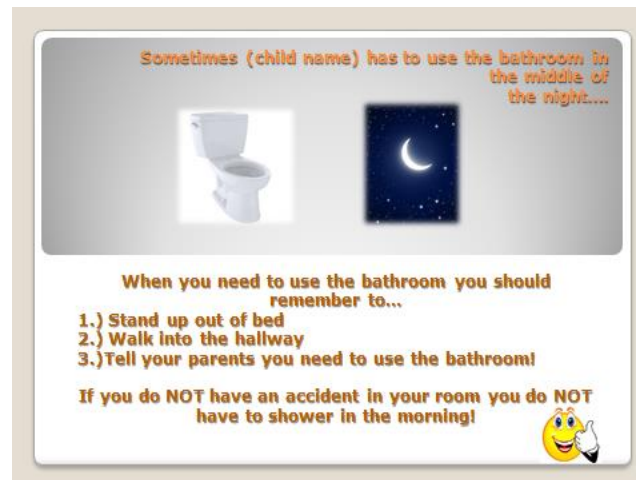 Sometimes (child name) has to use the bathroom in
the middle of
the night....
When you need to use the bathroom you should
remember to...
1.) Stand up out of bed
2.) Walk into the hallway
3.)Tell your parents you need to use the bathroom!
If you do NOT have an accident in your room you do NOT
have to shower in the morning!